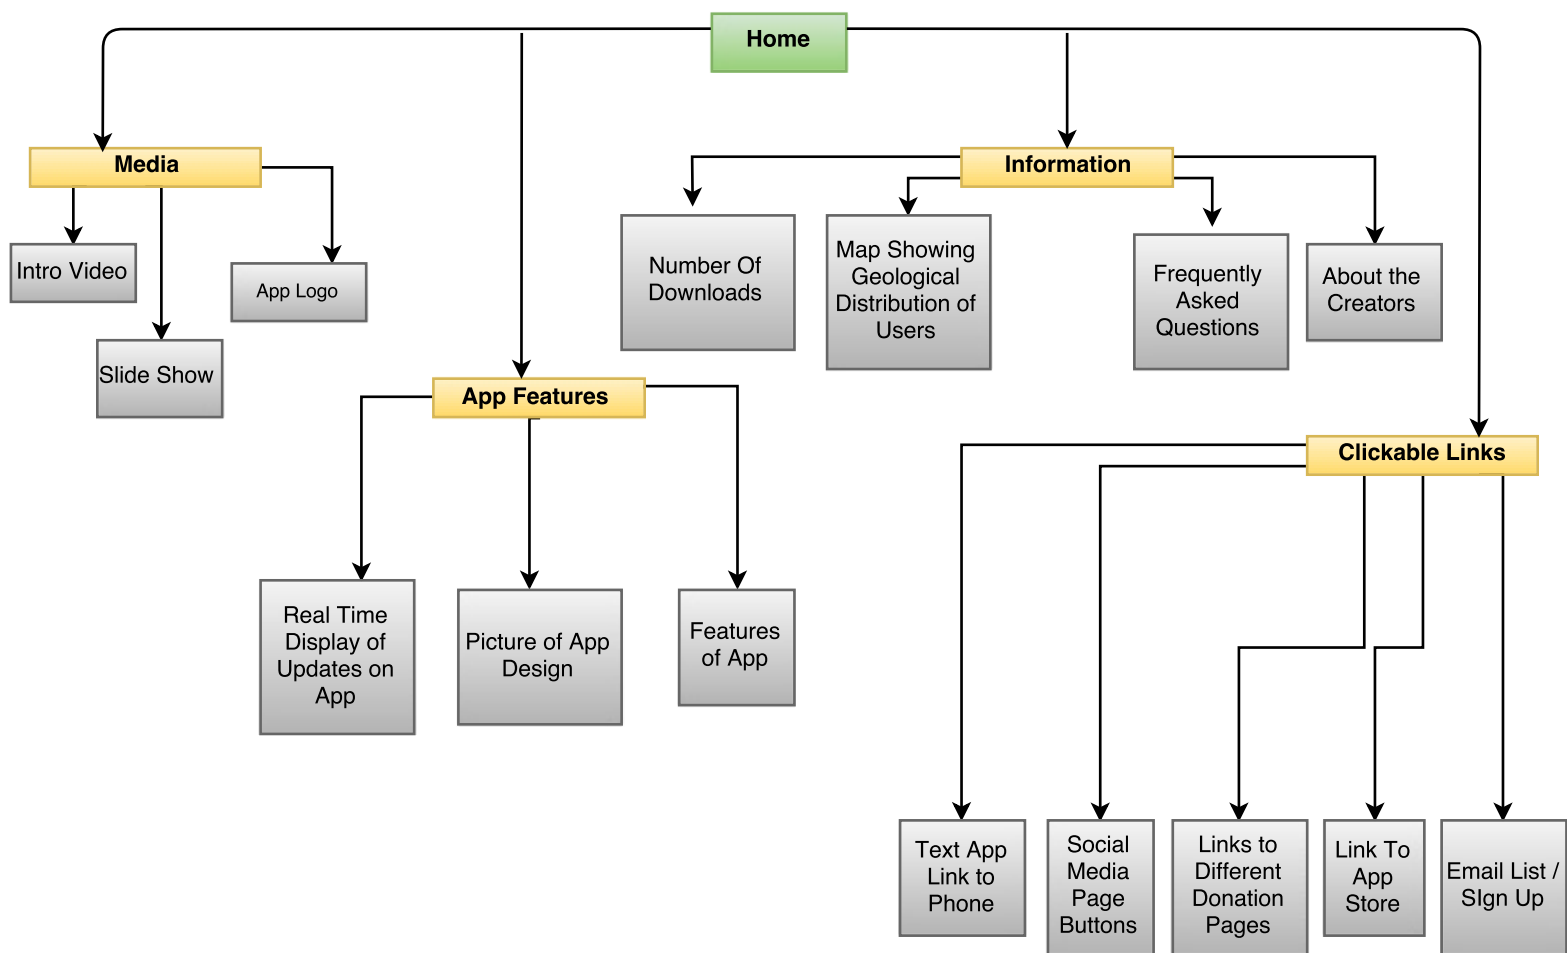 Home
Media
Information
Intro Video
App Logo
Slide Show
Number Of
Downloads
Map Showing
Geological
Distribution of
Users
Frequently
Asked
Questions
About the
Creators
App Features
Clickable Links
Real Time
Display of
Updates on
App
Picture of App
Design
Features
of App
Text App
Link to
Phone
Social
Media
Page
Buttons
Links to
Different
Donation
Pages
Link To
App
Store
Email List /
SIgn Up